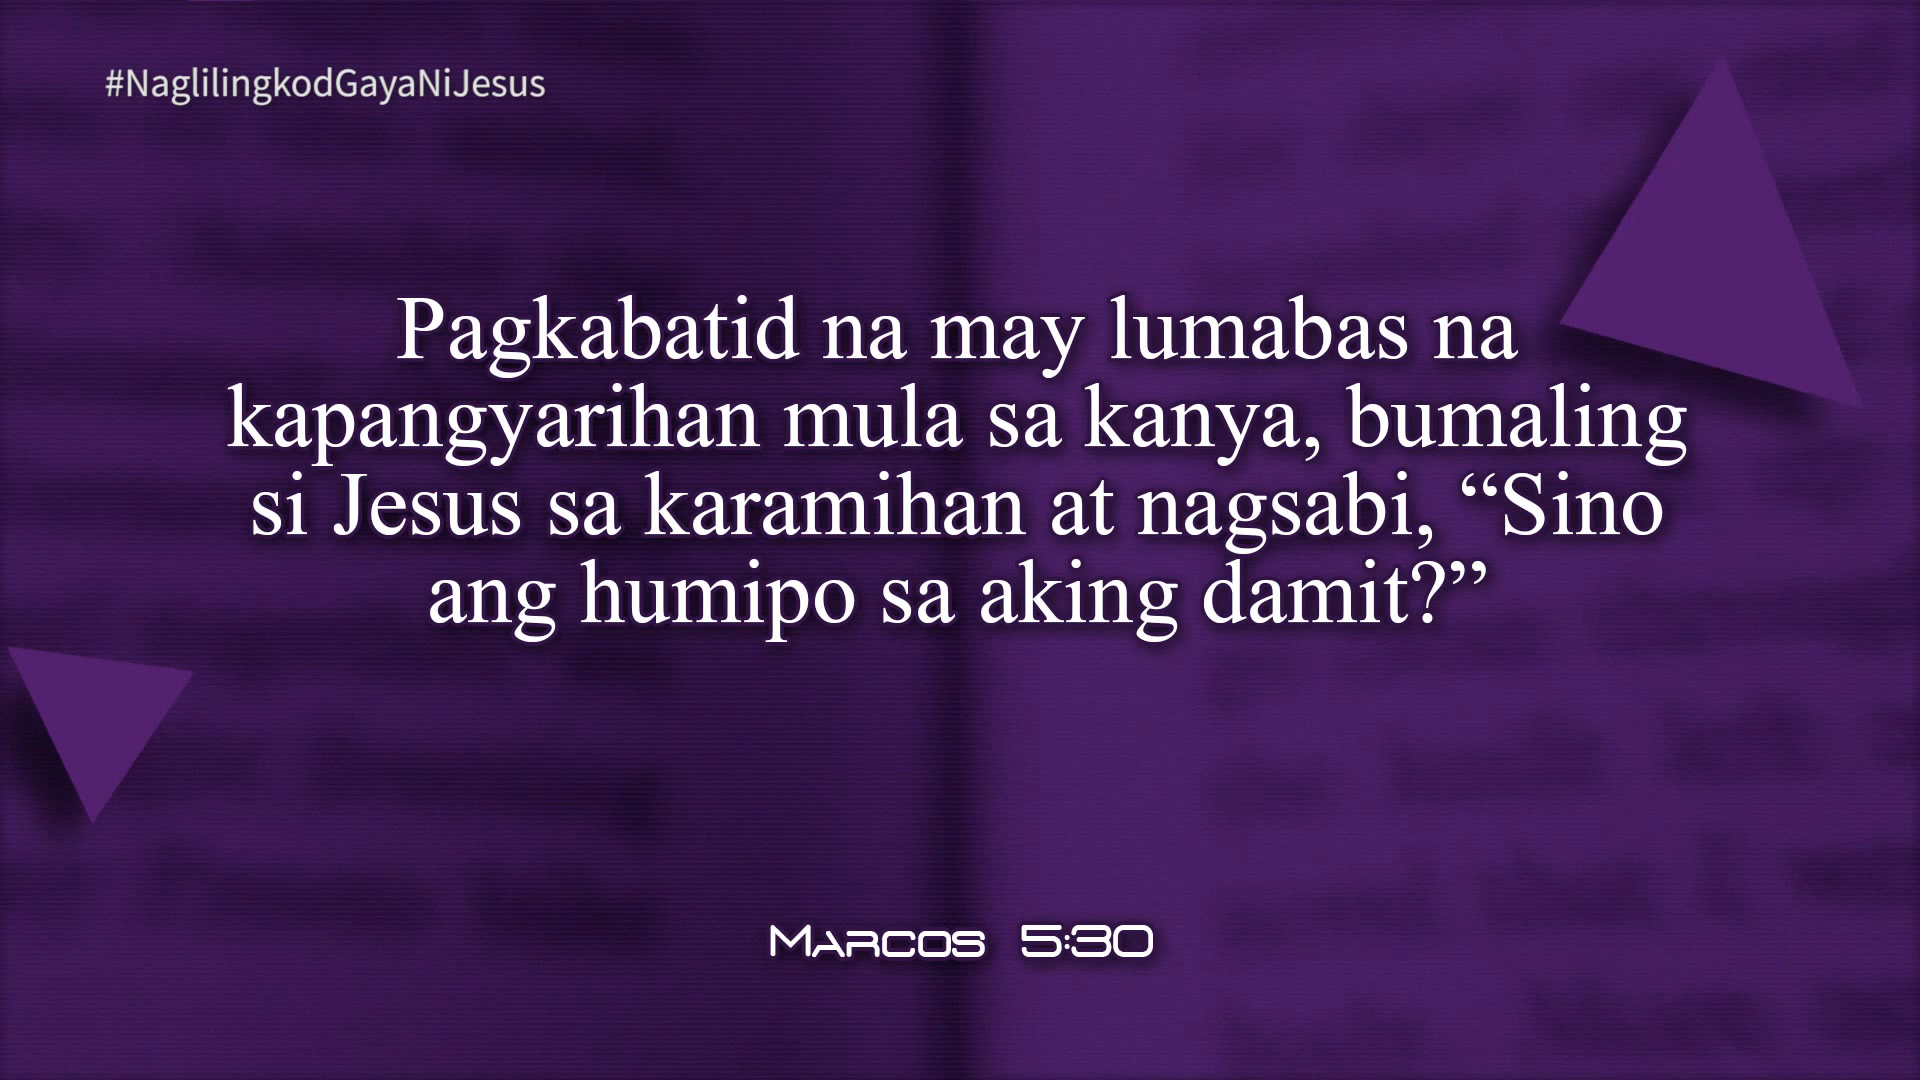 #NaglilingkodGayaNiJesus
Pagkabatid na may lumabas na
kapangyarihan mula sa kanya, bumaling
si Jesus sa karamihan at nagsabi, “Sino
ang humipo sa aking damit?”
Marcos 5:30